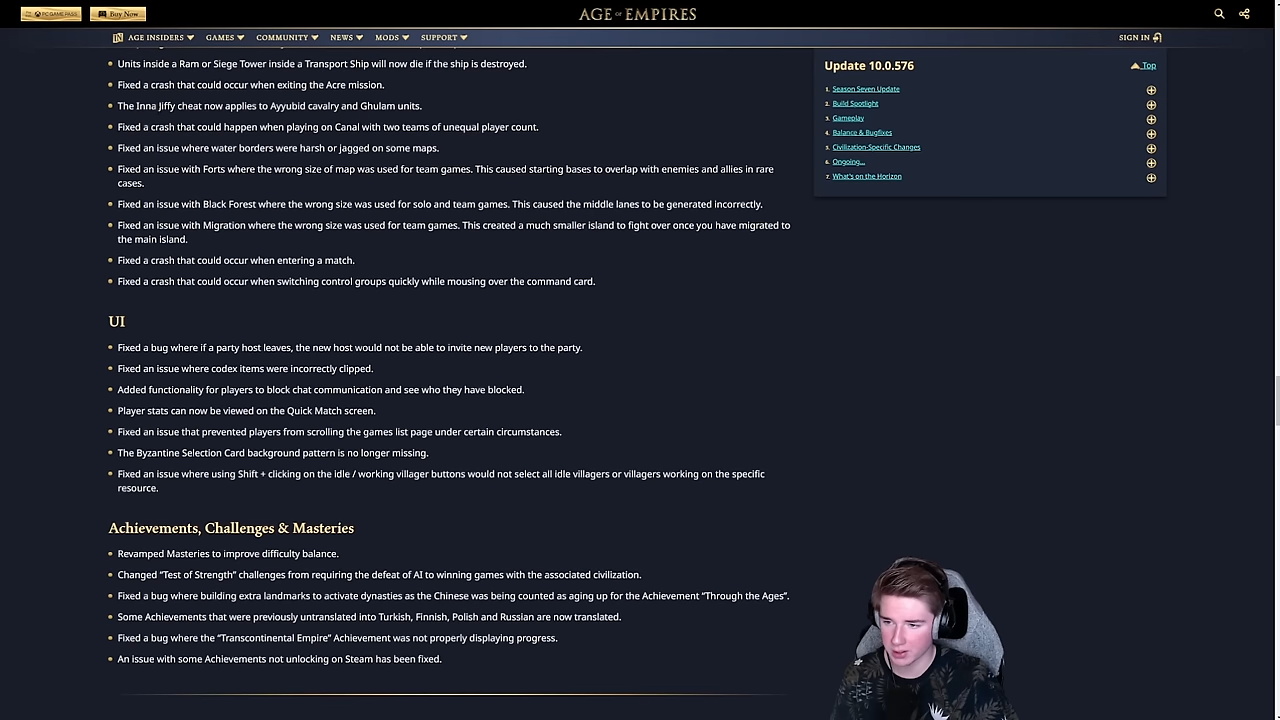 PC GAME PASS
Buy Now
AGE OF EMPIRES
AGE INSIDERS
GAMES
COMMUNITY
NEWS
MODS
SUPPORT
SIGN IN
Units inside a Ram or Siege Tower inside a Transport Ship will now die if the ship is destroyed.
Fixed a crash that could occur when exiting the Acre mission.
The Inna Jiffy cheat now applies to Ayyubid cavalry and Ghulam units.
Fixed a crash that could happen when playing on Canal with two teams of unequal player count.
Fixed an issue where water borders were harsh or jagged on some maps.
Fixed an issue with Forts where the wrong size of map was used for team games. This caused starting bases to overlap with enemies and allies in rare
cases.
Fixed an issue with Black Forest where the wrong size was used for solo and team games. This caused the middle lanes to be generated incorrectly.
Fixed an issue with Migration where the wrong size was used for team games. This created a much smaller island to fight over once you have migrated to
the main island.
Fixed a crash that could occur when entering a match.
Fixed a crash that could occur when switching control groups quickly while mousing over the command card.
UI
Fixed a bug where if a party host leaves, the new host would not be able to invite new players to the party.
Fixed an issue where codex items were incorrectly clipped.
Added functionality for players to block chat communication and see who they have blocked.
Player stats can now be viewed on the Quick Match screen.
Fixed an issue that prevented players from scrolling the games list page under certain circumstances.
The Byzantine Selection Card background pattern is no longer missing.
Fixed an issue where using Shift + clicking on the idle / working villager buttons would not select all idle villagers or villagers working on the specific
resource.
Achievements, Challenges & Masteries
Revamped Masteries to improve difficulty balance.
Changed “Test of Strength” challenges from requiring the defeat of AI to winning games with the associated civilization.
Fixed a bug where building extra landmarks to activate dynasties as the Chinese was being counted as aging up for the Achievement “Through the Ages”.
Some Achievements that were previously untranslated into Turkish, Finnish, Polish and Russian are now translated.
Fixed a bug where the “Transcontinental Empire” Achievement was not properly displaying progress.
An issue with some Achievements not unlocking on Steam has been fixed.
Update 10.0.576
Top
1. Season Seven Update
2. Build Spotlight
3. Gameplay
4. Balance & Bugfixes
5. Civilization-Specific Changes
6. Ongoing...
7. What's on the Horizon